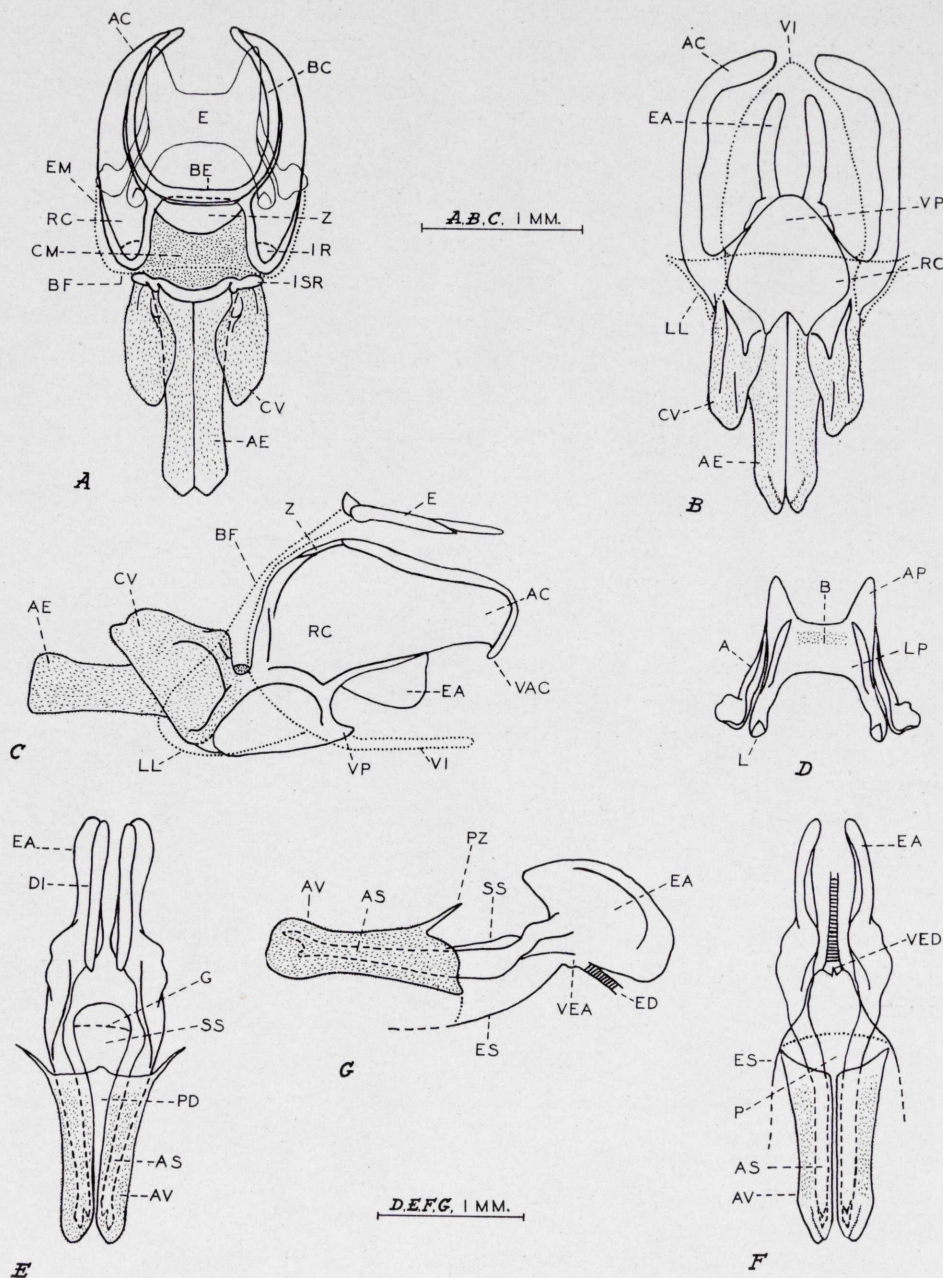 AC
BC
E
BE
EM
RC
Z
CM
IR
BF
ISR
CV
AE
A
A,B,C, 1 MM.
VI
AC
EA
VP
RC
LL
CV
AE
B
E
Z
BF
CV
AE
AC
RC
VAC
EA
LL
VP
VI
C
B
AP
A
LP
L
D
EA
DI
G
SS
PD
AS
AV
E
PZ
AV
AS
SS
EA
VEA
ED
ES
G
D,E,F,G, 1 MM.
EA
VED
ES
P
AS
AV
F